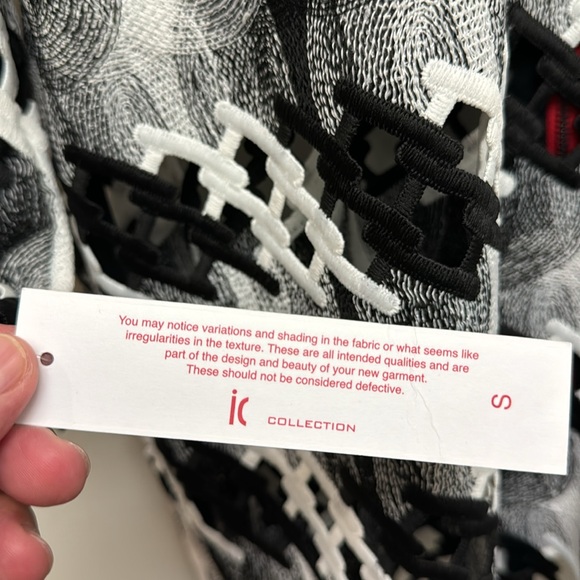 You may notice variations and shading in the fabric or what seems like
irregularities in the texture. These are all intended qualities and are
part of the design and beauty of your new garment.
These should not be considered defective.
ic COLLECTION
S